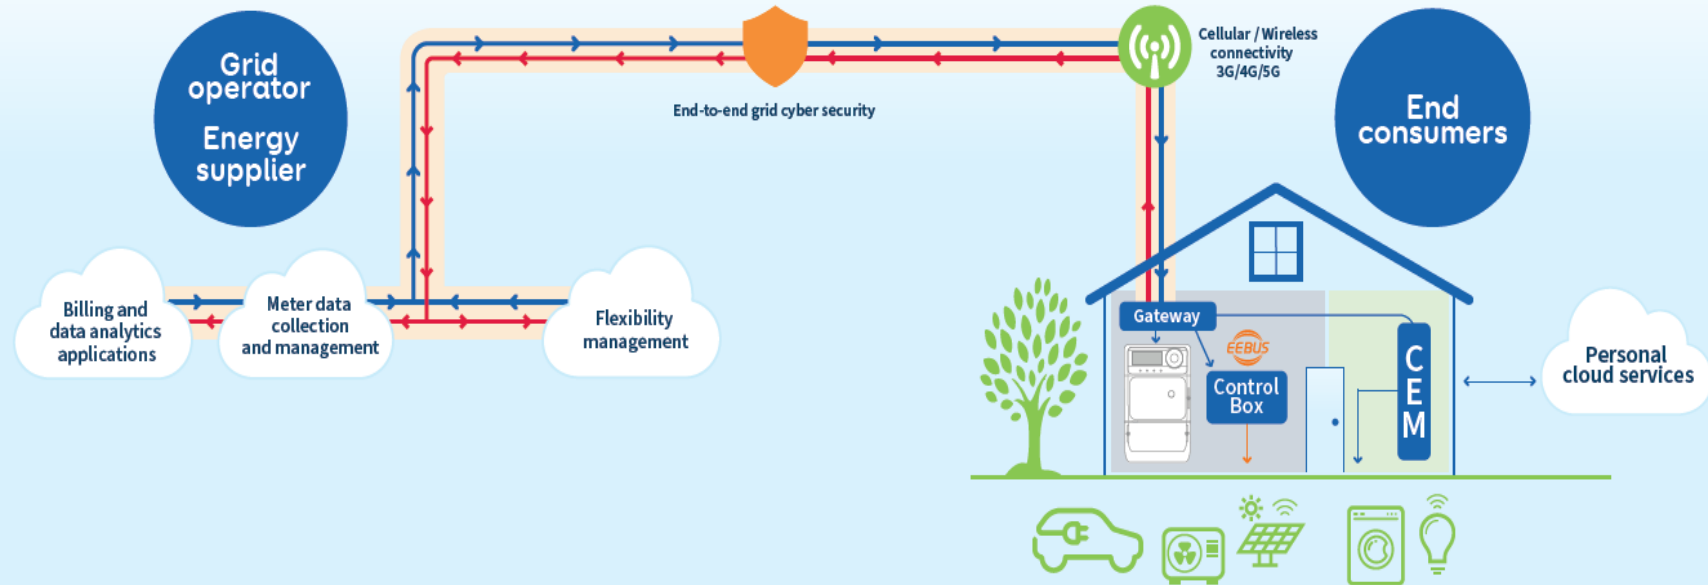 Grid
operator
Energy
supplier
End-to-end grid cyber security
Cellular / Wireless
connectivity
3G/4G/5G
End
consumers
Billing and
data analytics
applications
Meter data
collection
and management
Flexibility
management
Gateway
EEBUS
Control
Box
C
E
M
Personal
cloud services